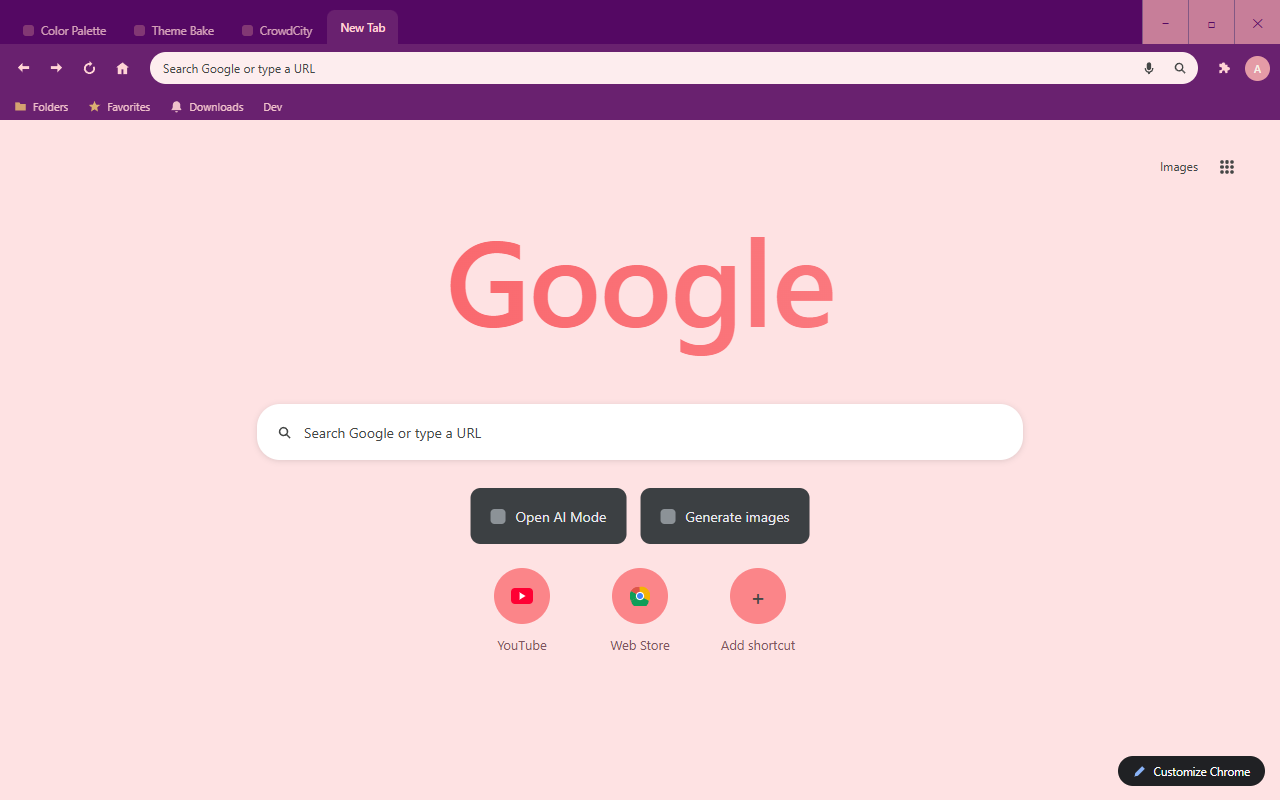 Color Palette
Theme Bake
CrowdCity
New Tab
Search Google or type a URL
A
Folders
Favorites
Downloads
Dev
Images
Google
Search Google or type a URL
Open AI Mode
Generate images
YouTube
Web Store
Add shortcut
Customize Chrome